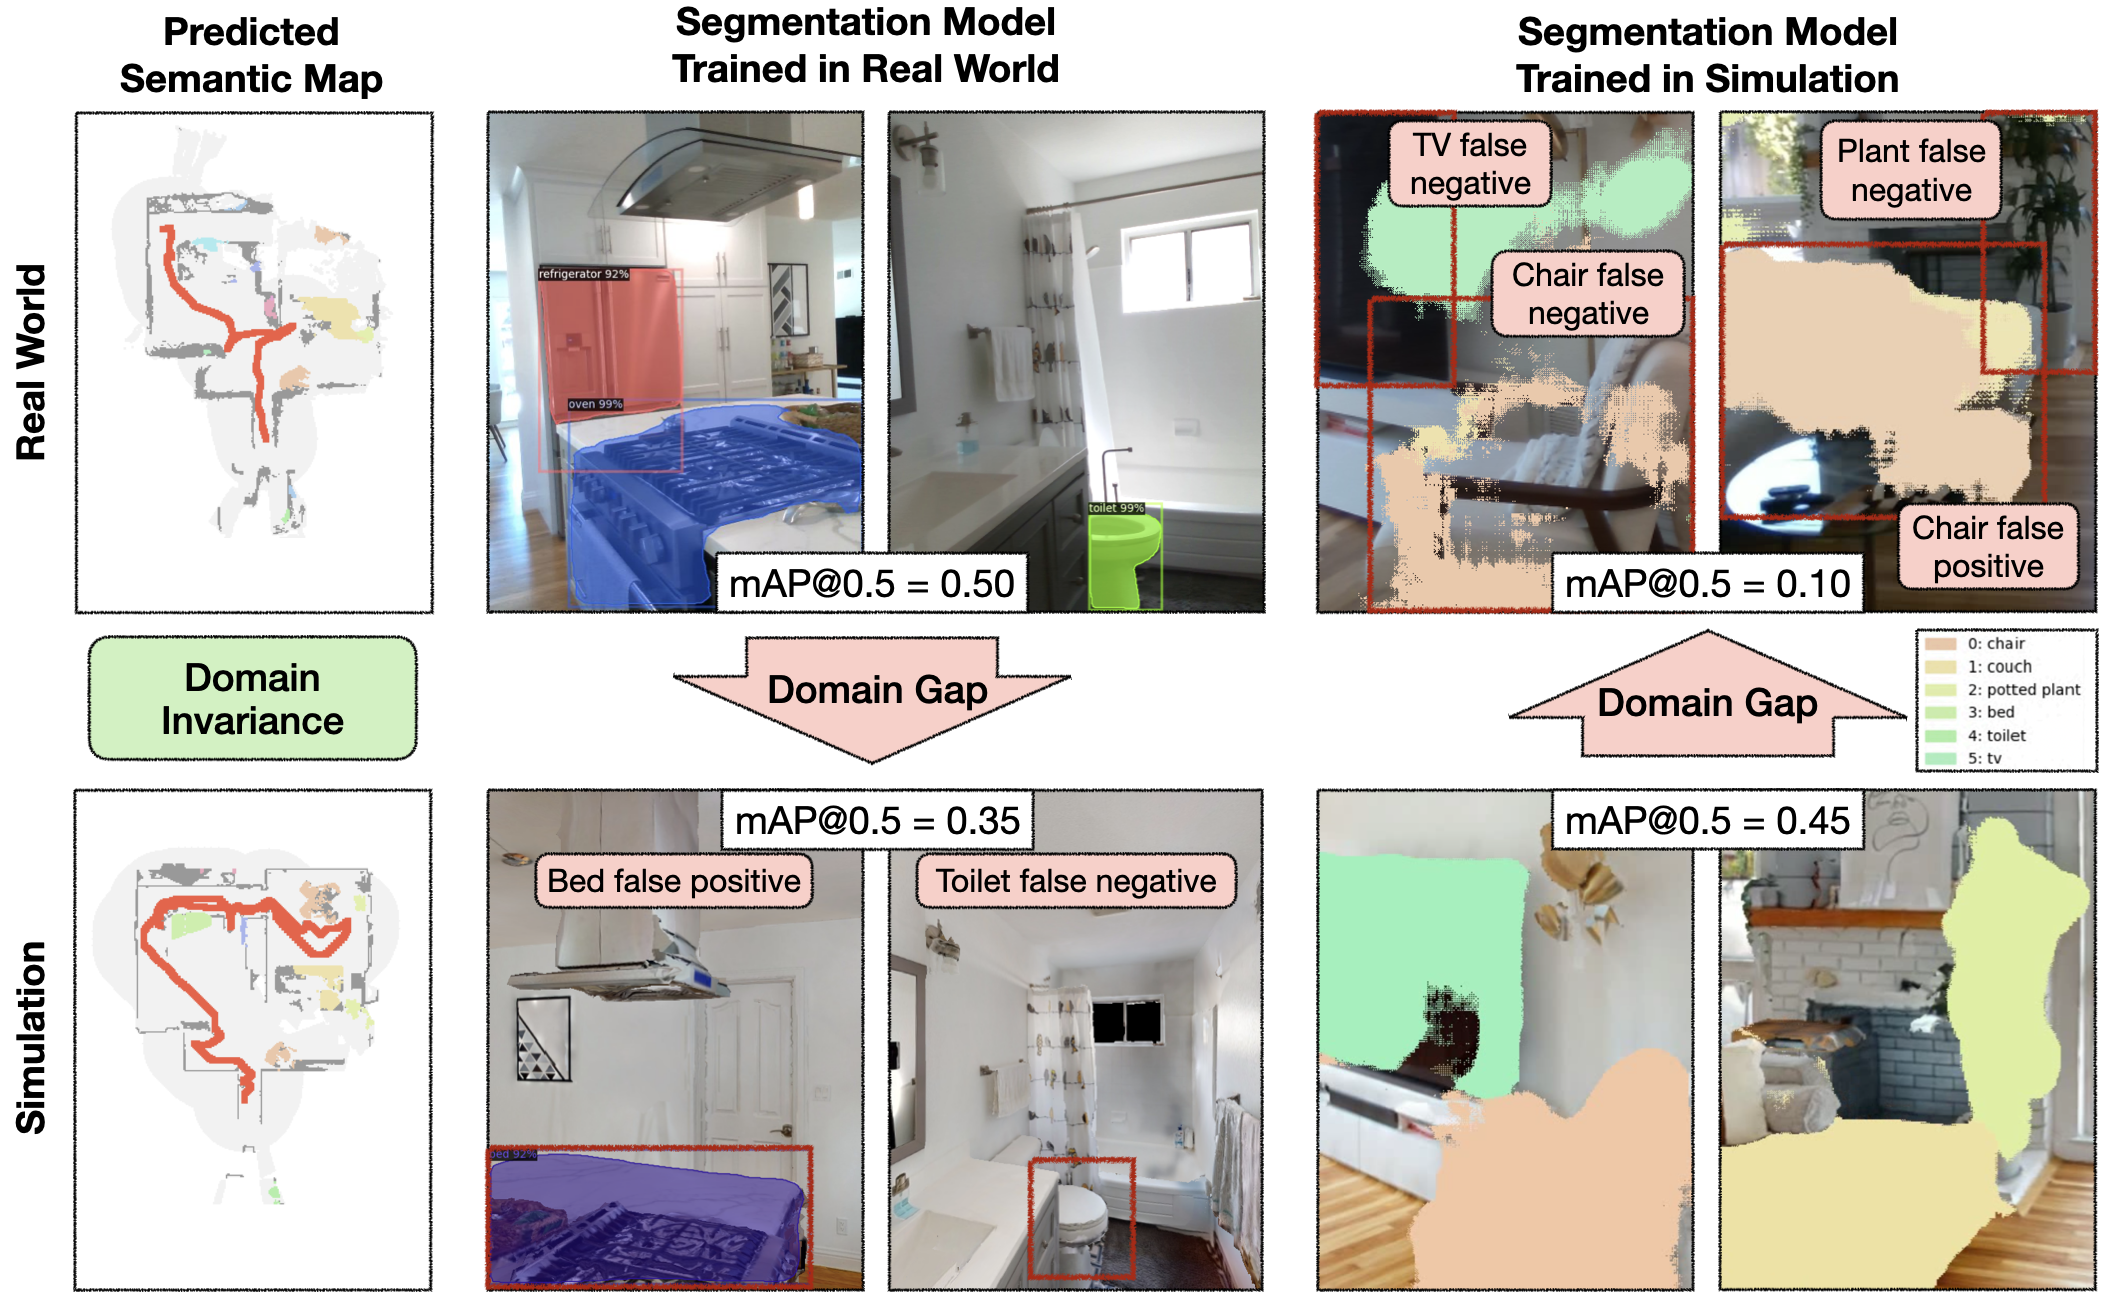 Predicted
Semantic Map
Segmentation Model
Trained in Real World
Segmentation Model
Trained in Simulation
Real World
refrigerator 92%
oven 99%
toilet 99%
mAP@0.5 = 0.50
TV false
negative
Chair false
negative
Plant false
negative
Chair false
positive
mAP@0.5 = 0.10
Domain
Invariance
Domain Gap
Domain Gap
0: chair
1: couch
2: potted plant
3: bed
4: toilet
5: tv
Simulation
mAP@0.5 = 0.35
Bed false positive
Toilet false negative
bed 92%
mAP@0.5 = 0.45